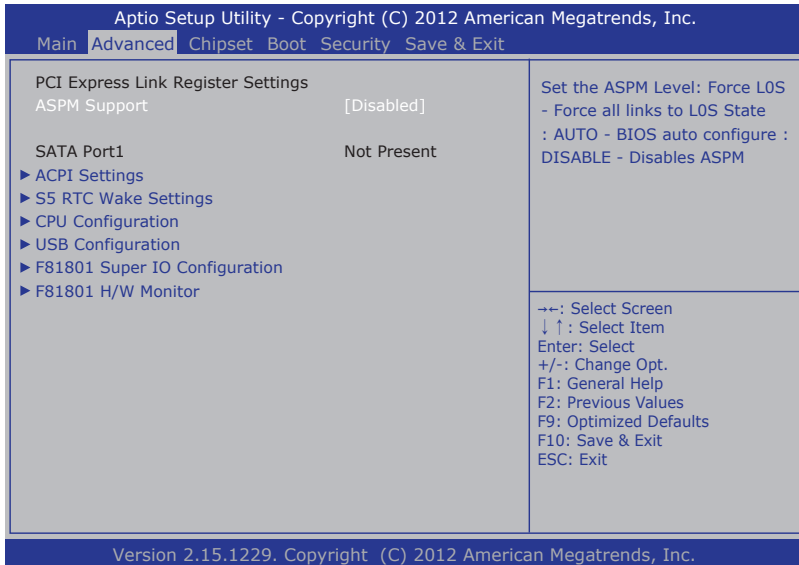 Aptio Setup Utility - Copyright (C) 2012 American Megatrends, Inc.
Main Advanced Chipset Boot Security Save & Exit
PCI Express Link Register Settings
ASPM Support [Disabled]
SATA Port1 Not Present
► ACPI Settings
► S5 RTC Wake Settings
► CPU Configuration
► USB Configuration
► F81801 Super IO Configuration
► F81801 H/W Monitor
Set the ASPM Level: Force L0S
- Force all links to L0S State
: AUTO - BIOS auto configure :
DISABLE - Disables ASPM
→←: Select Screen
↓↑: Select Item
Enter: Select
+/-: Change Opt.
F1: General Help
F2: Previous Values
F9: Optimized Defaults
F10: Save & Exit
ESC: Exit
Version 2.15.1229. Copyright (C) 2012 American Megatrends, Inc.